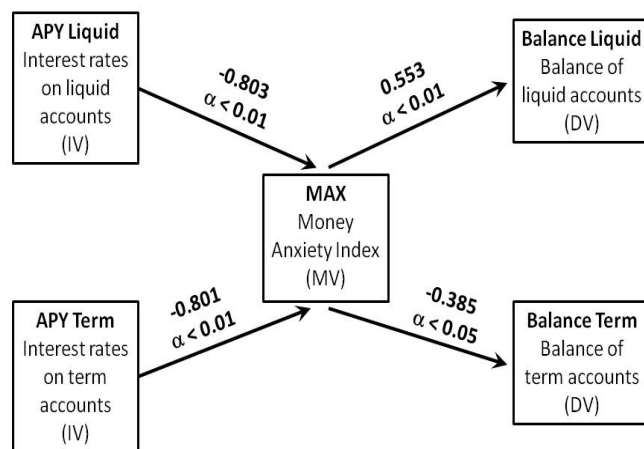 APY Liquid
Interest rates
on liquid
accounts
(IV)
-0.803
α < 0.01
0.553
α < 0.01
Balance Liquid
Balance of
liquid accounts
(DV)
MAX
Money
Anxiety Index
(MV)
APY Term
Interest rates
on term
accounts
(IV)
-0.801
α < 0.01
-0.385
α < 0.05
Balance Term
Balance of
term accounts
(DV)